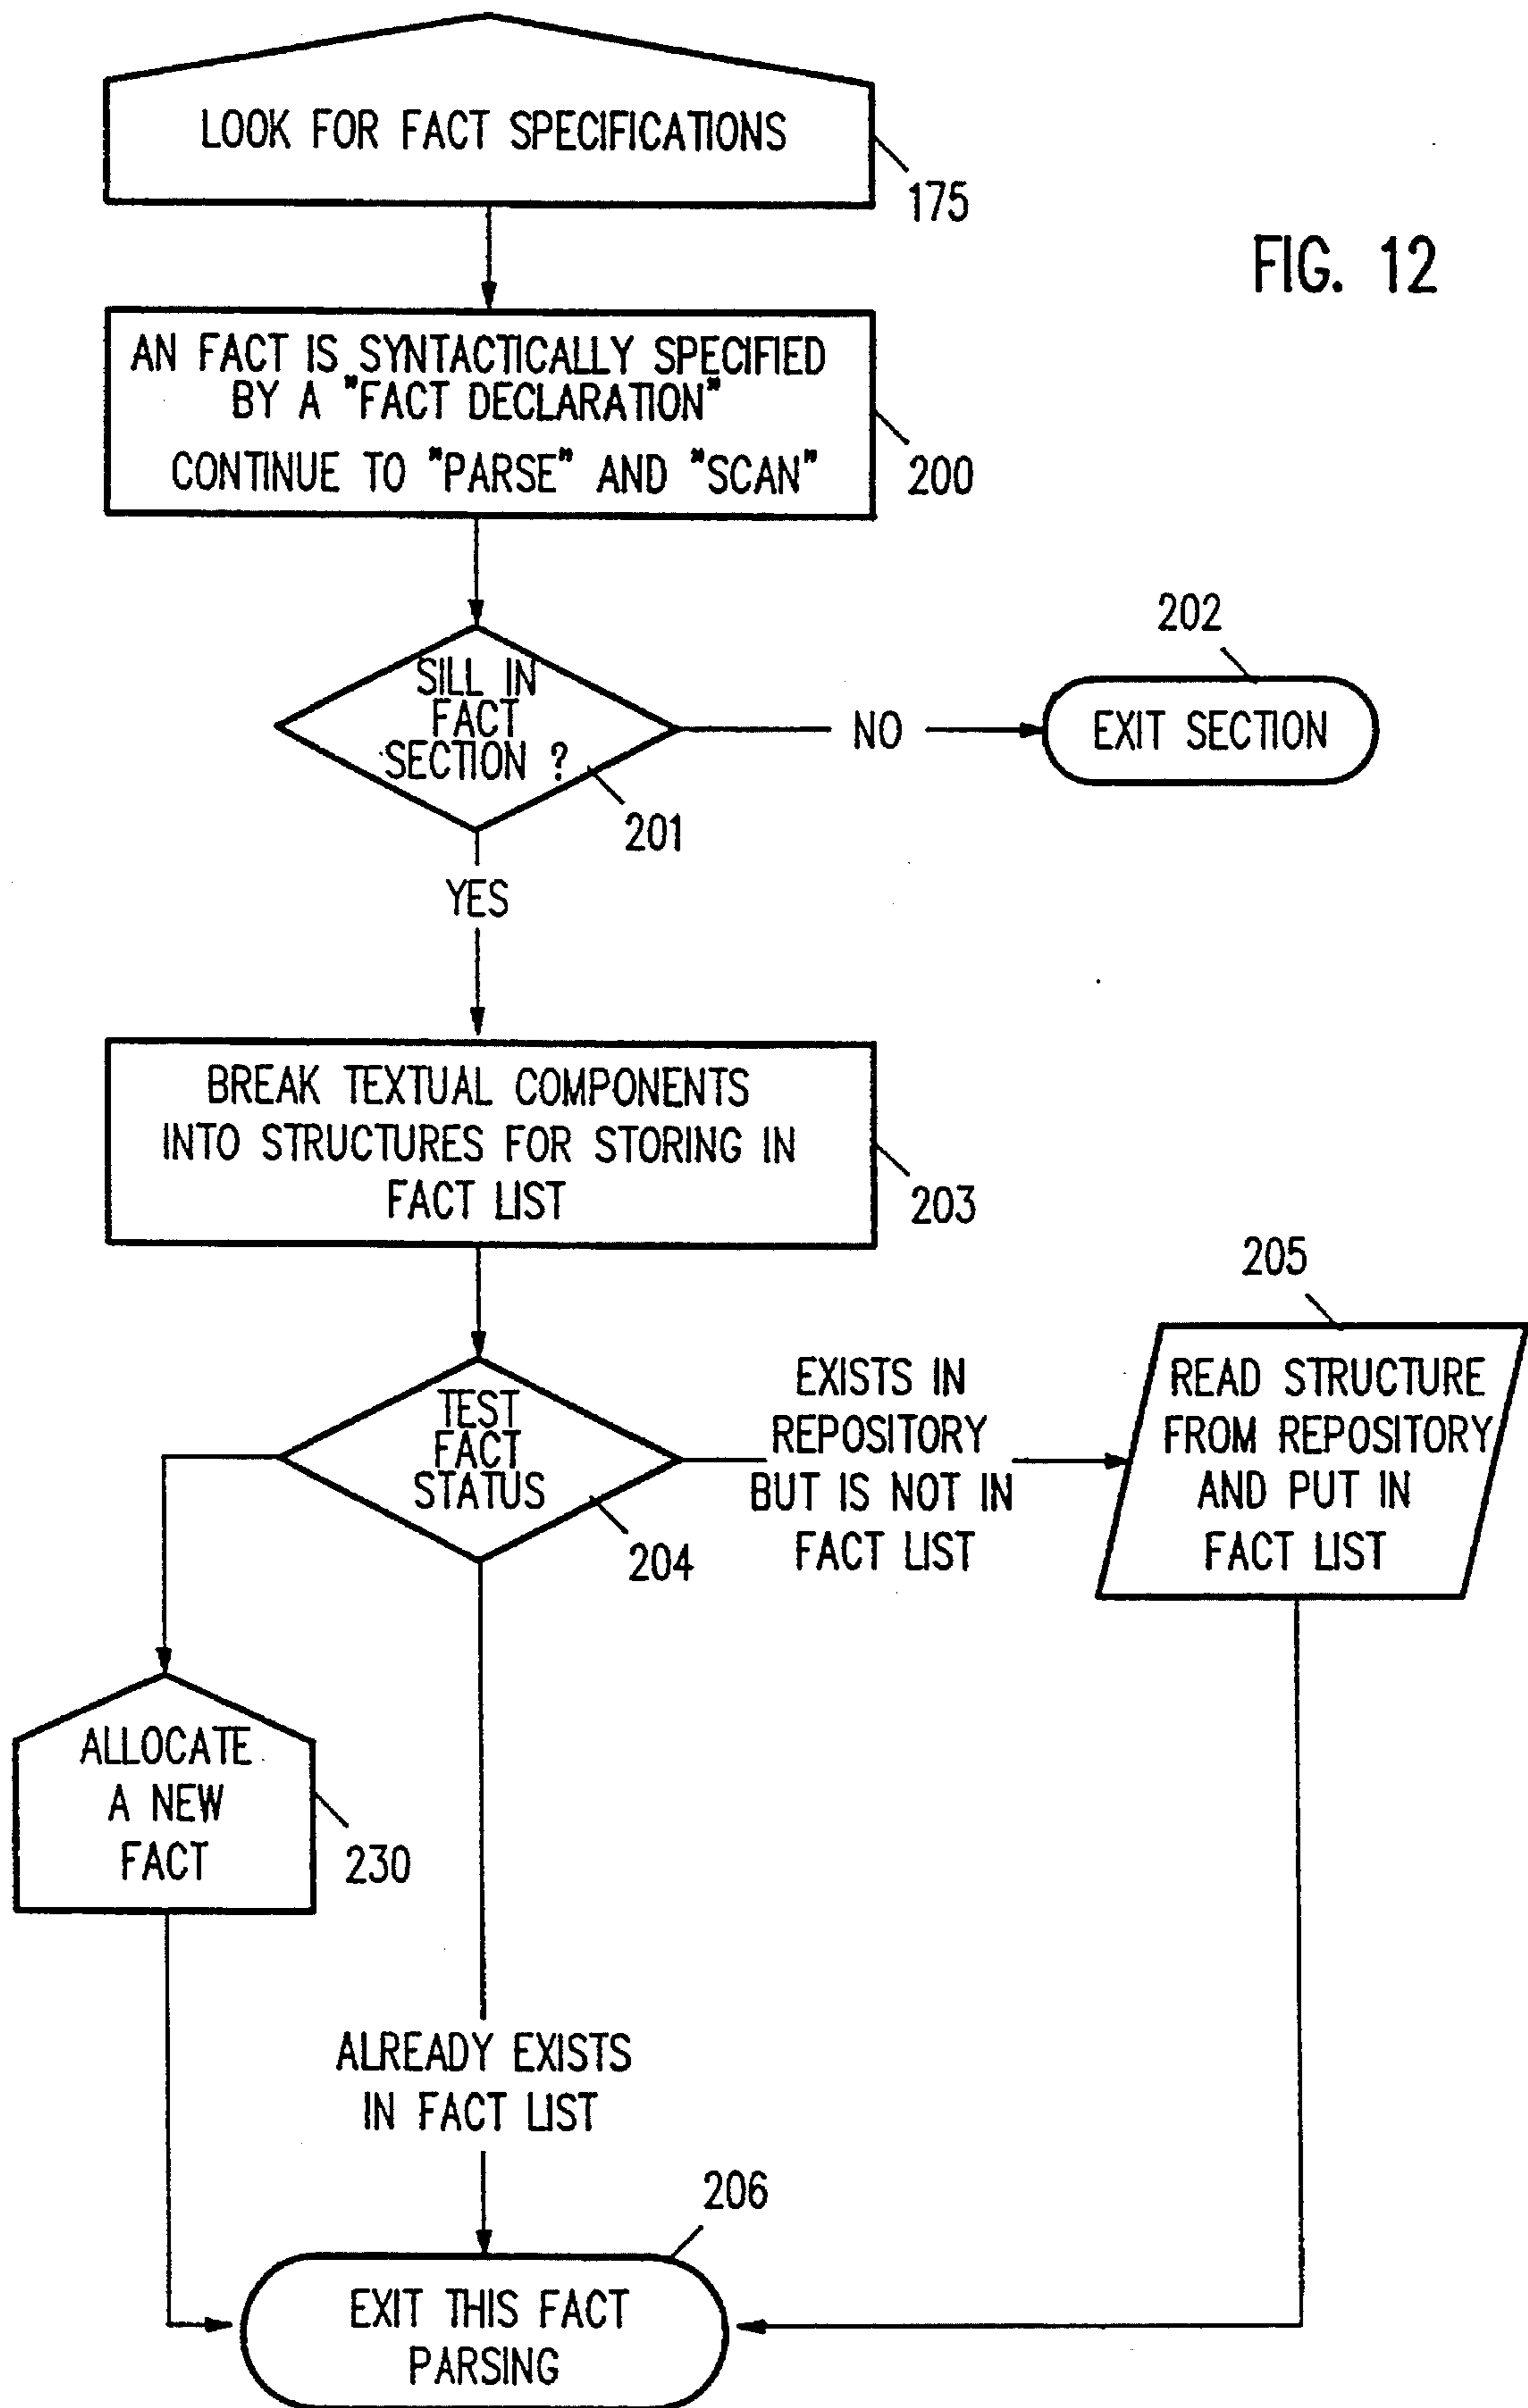 LOOK FOR FACT SPECIFICATIONS
175
FIG. 12
AN FACT IS SYNTACTICALLY SPECIFIED
BY A "FACT DECLARATION"
CONTINUE TO "PARSE" AND "SCAN"
200
SILL IN
FACT
SECTION ?
201
NO
202
EXIT SECTION
YES
BREAK TEXTUAL COMPONENTS
INTO STRUCTURES FOR STORING IN
FACT LIST
203
TEST
FACT
STATUS
204
EXISTS IN
REPOSITORY
BUT IS NOT IN
FACT LIST
205
READ STRUCTURE
FROM REPOSITORY
AND PUT IN
FACT LIST
ALLOCATE
A NEW
FACT
230
ALREADY EXISTS
IN FACT LIST
206
EXIT THIS FACT
PARSING